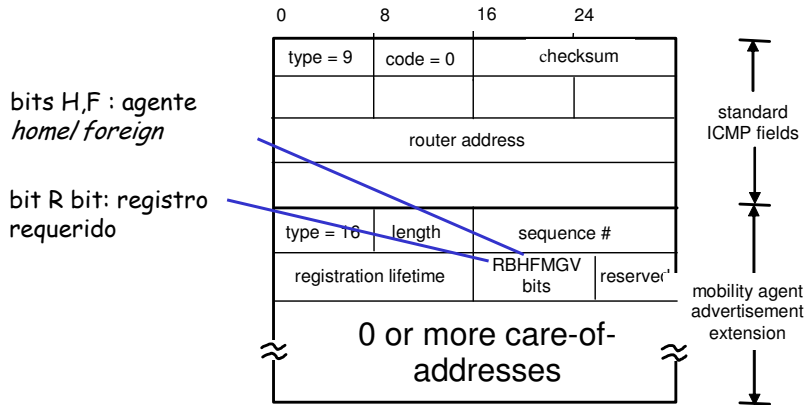 0 8 16 24
type = 9 code = 0 checksum
bits H,F : agente
home/ foreign
standard
ICMP fields
router address
bit R bit: registro
requerido
type = 16 length sequence #
registration lifetime RBHFMGV
bits reserved
mobility agent
advertisement
extension
0 or more care-of-
addresses